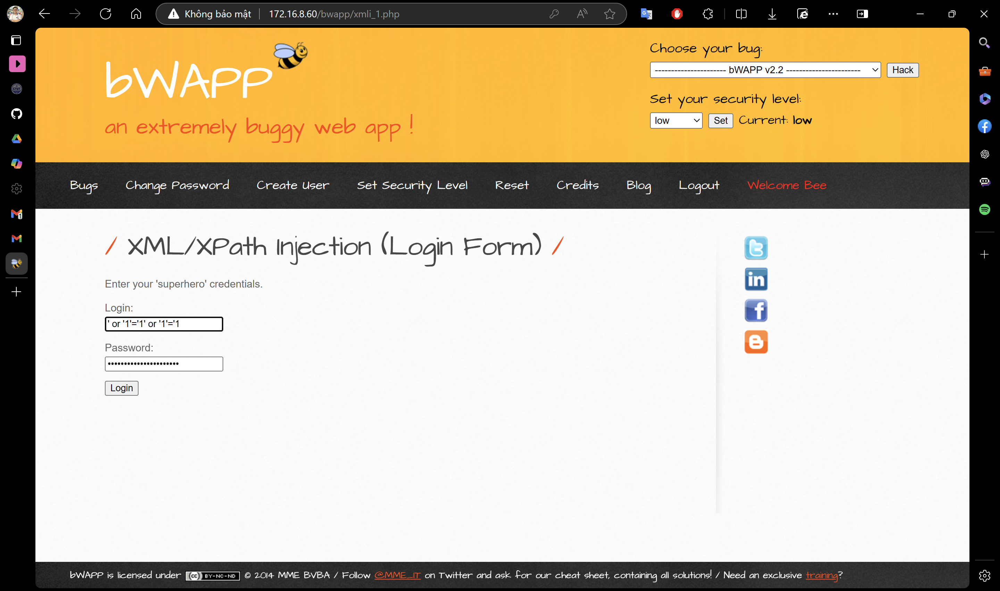 Không bảo mật 172.16.8.60/bwapp/xmli_1.php
bWAPP
an extremely buggy web app !
Choose your bug:
---------------------- bWAPP v2.2 ----------------------- Hack
Set your security level:
low Set Current: low
Bugs Change Password Create User Set Security Level Reset Credits Blog Logout Welcome Bee
/ XML/XPath Injection (Login Form) /
Enter your 'superhero' credentials.
Login:
' or '1'='1' or '1'='1
Password:
••••••••••••••••••••••
Login
bWAPP is licensed under (cc) BY-NC-ND © 2014 MME BVBA / Follow @MME_IT on Twitter and ask for our cheat sheet, containing all solutions! / Need an exclusive training?